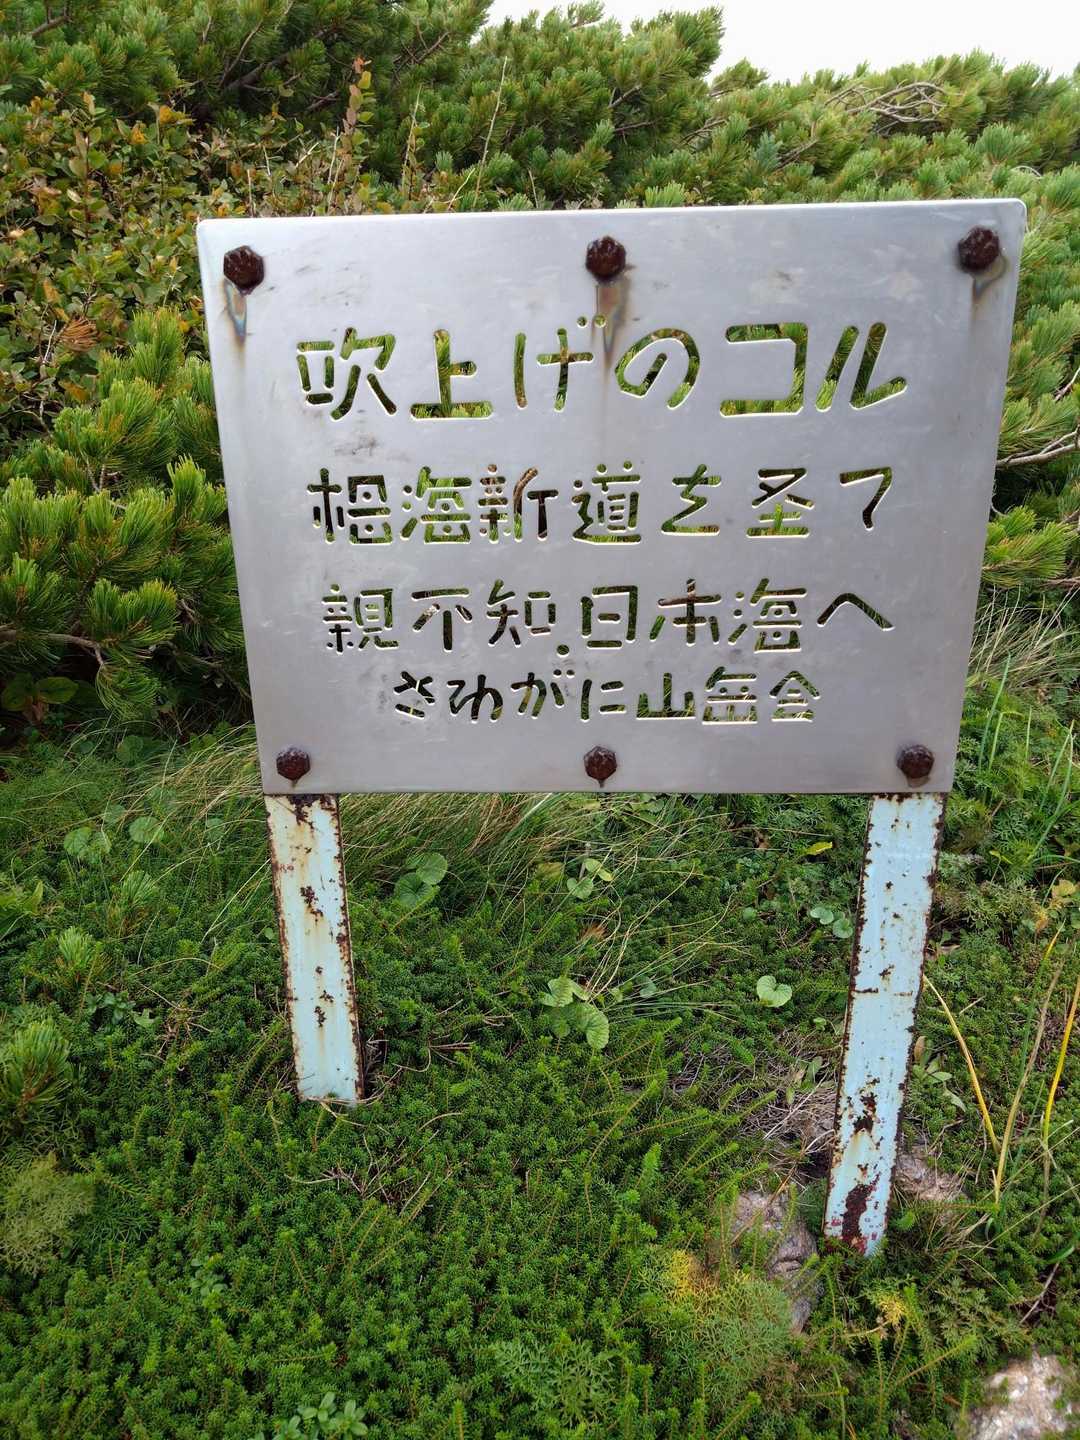 吹上げのコル
栂海新道を圣て
親不知.日本海へ
さわがに山岳会